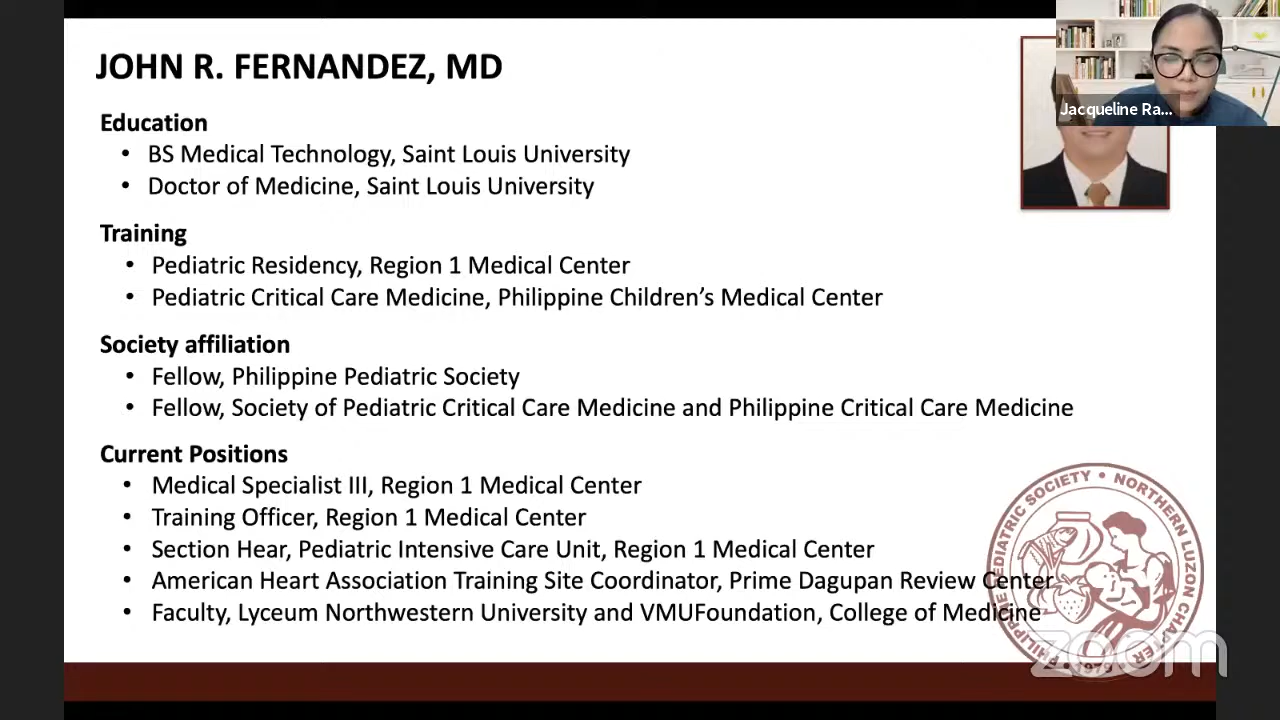 JOHN R. FERNANDEZ, MD
Jacqueline Ra...
Education
• BS Medical Technology, Saint Louis University
• Doctor of Medicine, Saint Louis University
Training
• Pediatric Residency, Region 1 Medical Center
• Pediatric Critical Care Medicine, Philippine Children’s Medical Center
Society affiliation
• Fellow, Philippine Pediatric Society
• Fellow, Society of Pediatric Critical Care Medicine and Philippine Critical Care Medicine
Current Positions
• Medical Specialist III, Region 1 Medical Center
• Training Officer, Region 1 Medical Center
• Section Hear, Pediatric Intensive Care Unit, Region 1 Medical Center
• American Heart Association Training Site Coordinator, Prime Dagupan Review Center
• Faculty, Lyceum Northwestern University and VMUFoundation, College of Medicine
PHILIPPINE PEDIATRIC SOCIETY • NORTHERN LUZON CHAPTER
zoom